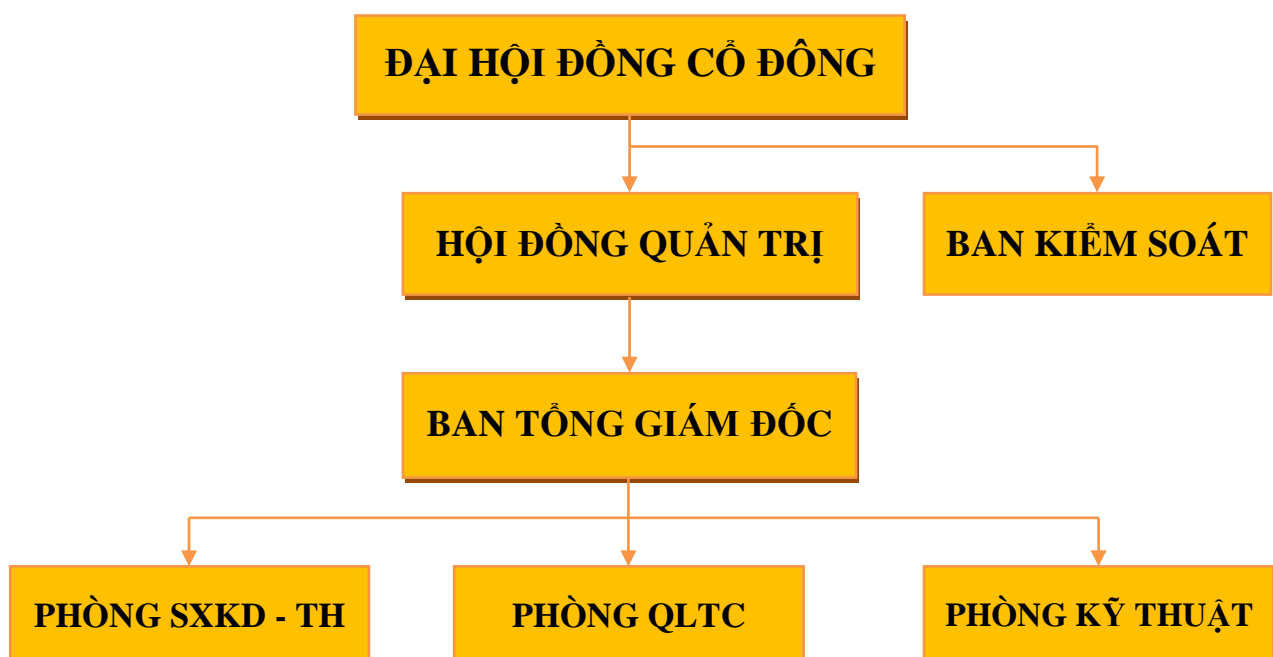 ĐẠI HỘI ĐỒNG CỔ ĐÔNG
HỘI ĐỒNG QUẢN TRỊ
BAN KIỂM SOÁT
BAN TỔNG GIÁM ĐỐC
PHÒNG SXKD - TH
PHÒNG QLTC
PHÒNG KỸ THUẬT